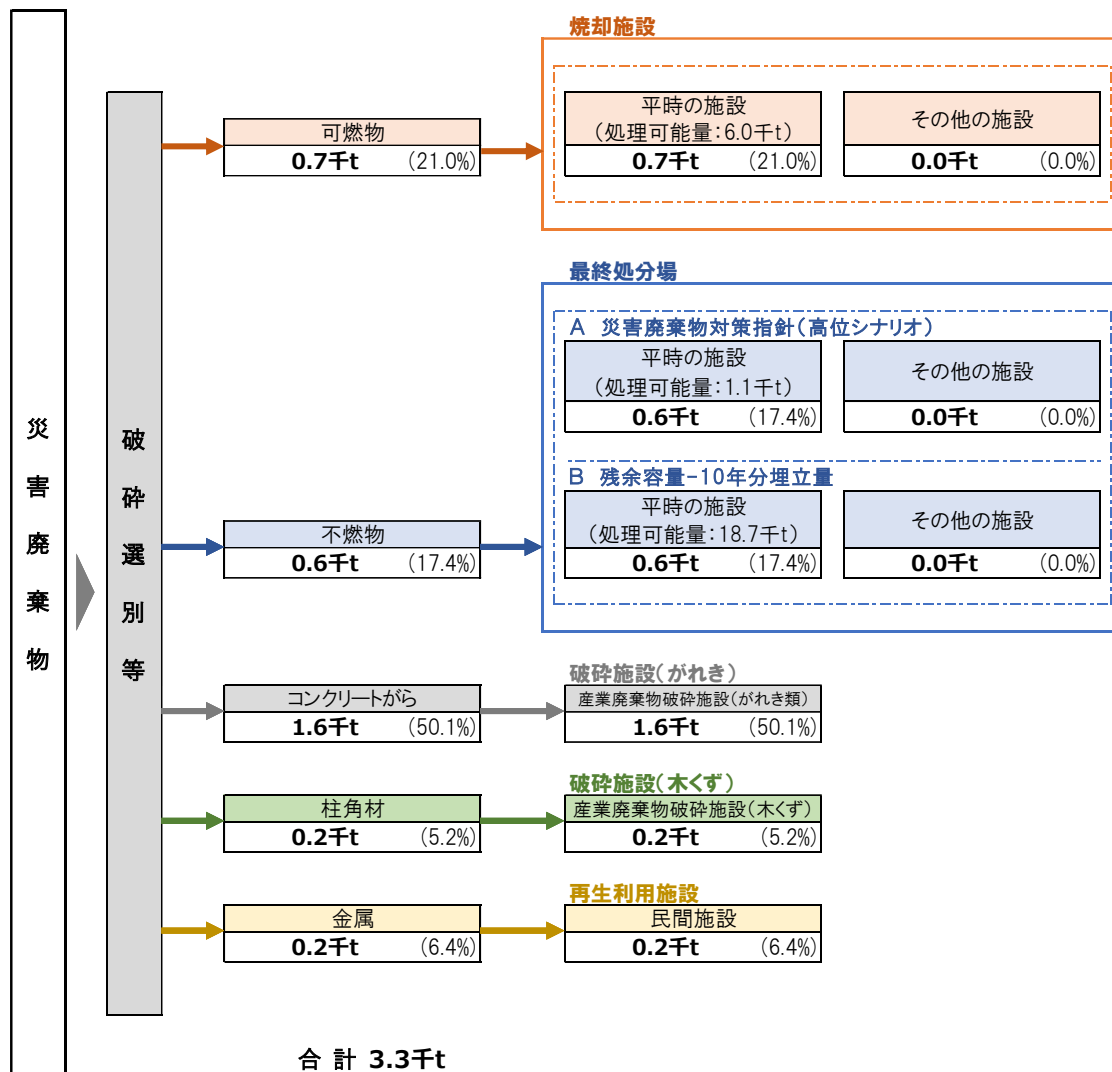 災害廃棄物
破砕選別等
焼却施設
可燃物
0.7千t (21.0%)
平時の施設
(処理可能量:6.0千t)
0.7千t (21.0%)
その他の施設
0.0千t (0.0%)
最終処分場
A 災害廃棄物対策指針(高位シナリオ)
平時の施設
(処理可能量:1.1千t)
0.6千t (17.4%)
その他の施設
0.0千t (0.0%)
B 残余容量-10年分埋立量
不燃物
0.6千t (17.4%)
平時の施設
(処理可能量:18.7千t)
0.6千t (17.4%)
その他の施設
0.0千t (0.0%)
破砕施設(がれき)
コンクリートがら
1.6千t (50.1%)
産業廃棄物破砕施設(がれき類)
1.6千t (50.1%)
破砕施設(木くず)
柱角材
0.2千t (5.2%)
産業廃棄物破砕施設(木くず)
0.2千t (5.2%)
再生利用施設
金属
0.2千t (6.4%)
民間施設
0.2千t (6.4%)
合 計 3.3千t